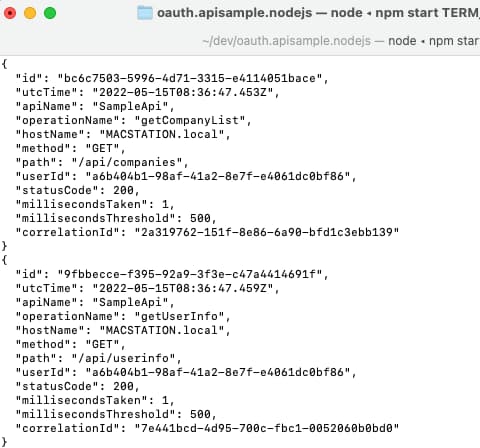 oauth.apisample.nodejs — node ◂ npm start TERM_
~/dev/oauth.apisample.nodejs — node ◂ npm star
{
  "id": "bc6c7503-5996-4d71-3315-e4114051bace",
  "utcTime": "2022-05-15T08:36:47.453Z",
  "apiName": "SampleApi",
  "operationName": "getCompanyList",
  "hostName": "MACSTATION.local",
  "method": "GET",
  "path": "/api/companies",
  "userId": "a6b404b1-98af-41a2-8e7f-e4061dc0bf86",
  "statusCode": 200,
  "millisecondsTaken": 1,
  "millisecondsThreshold": 500,
  "correlationId": "2a319762-151f-8e86-6a90-bfd1c3ebb139"
}
{
  "id": "9fbbecce-f395-92a9-3f3e-c47a4414691f",
  "utcTime": "2022-05-15T08:36:47.459Z",
  "apiName": "SampleApi",
  "operationName": "getUserInfo",
  "hostName": "MACSTATION.local",
  "method": "GET",
  "path": "/api/userinfo",
  "userId": "a6b404b1-98af-41a2-8e7f-e4061dc0bf86",
  "statusCode": 200,
  "millisecondsTaken": 1,
  "millisecondsThreshold": 500,
  "correlationId": "7e441bcd-4d95-700c-fbc1-0052060b0bd0"
}